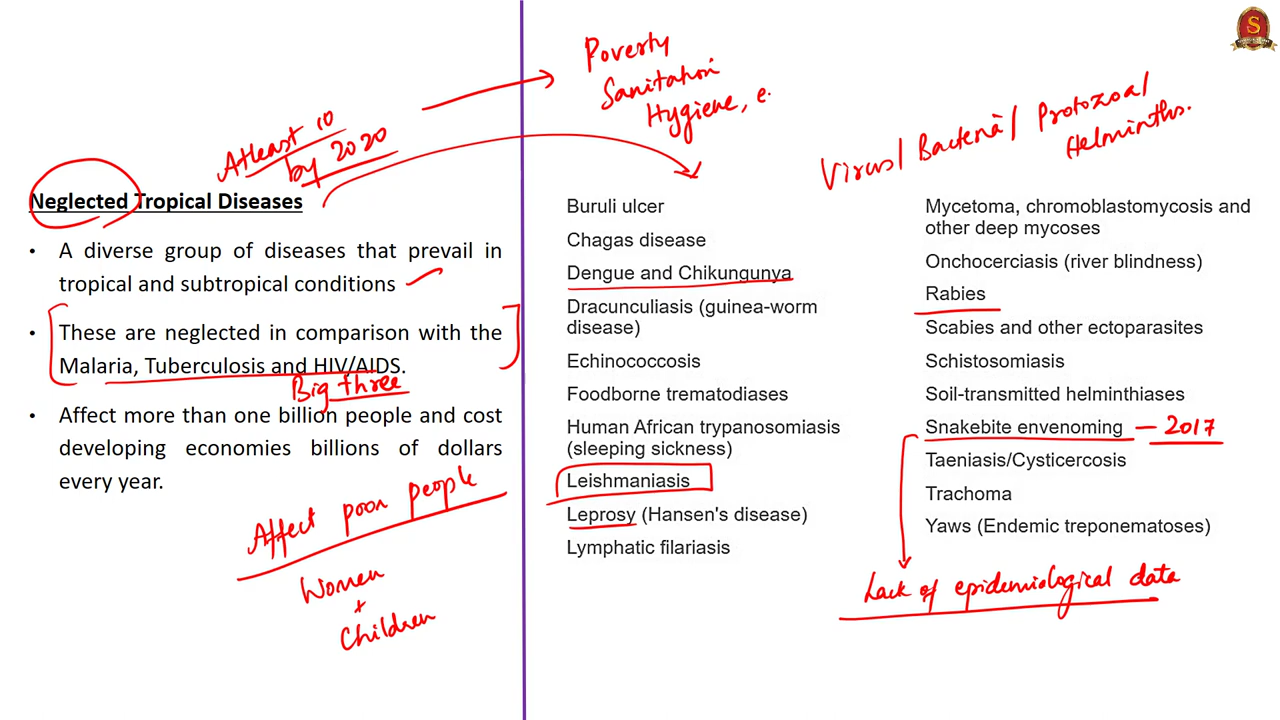 Atleast 10
by 2020
Neglected Tropical Diseases
• A diverse group of diseases that prevail in
tropical and subtropical conditions
• These are neglected in comparison with the
Malaria, Tuberculosis and HIV/AIDS.
Big three
• Affect more than one billion people and cost
developing economies billions of dollars
every year.
Affect poor people
Women
+
Children
Poverty
Sanitation
Hygiene, e.
Buruli ulcer
Chagas disease
Dengue and Chikungunya
Dracunculiasis (guinea-worm
disease)
Echinococcosis
Foodborne trematodiases
Human African trypanosomiasis
(sleeping sickness)
Leishmaniasis
Leprosy (Hansen's disease)
Lymphatic filariasis
S
Virus/ Bacteria/ Protozoal
Helminths.
Mycetoma, chromoblastomycosis and
other deep mycoses
Onchocerciasis (river blindness)
Rabies
Scabies and other ectoparasites
Schistosomiasis
Soil-transmitted helminthiases
Snakebite envenoming – 2017
Taeniasis/Cysticercosis
Trachoma
Yaws (Endemic treponematoses)
Lack of epidemiological data